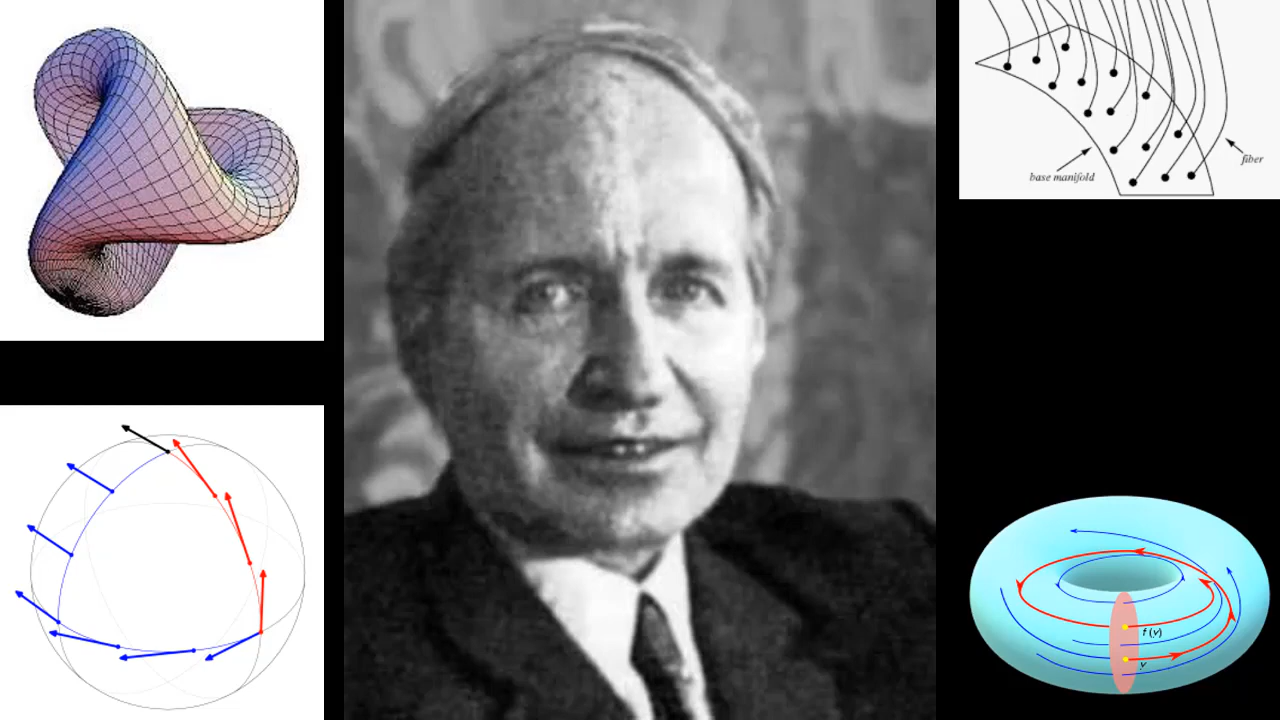 base manifold
fiber
f (v)
v